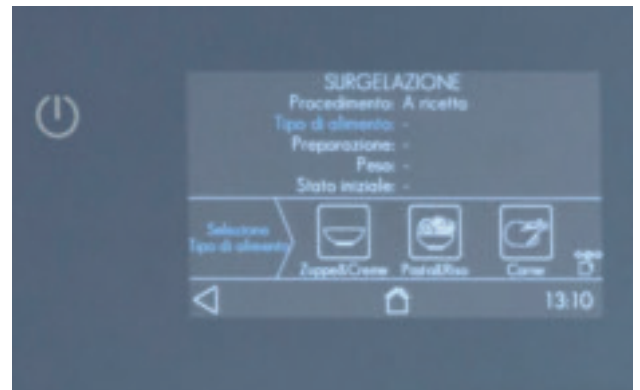 SURGELAZIONE
Procedimento: A ricetta
Tipo di alimento: -
Preparazione: -
Peso: -
Stato iniziale: -
Seleziona
Tipo di alimento
Zuppe&Creme Pasta&Riso Carne
13:10